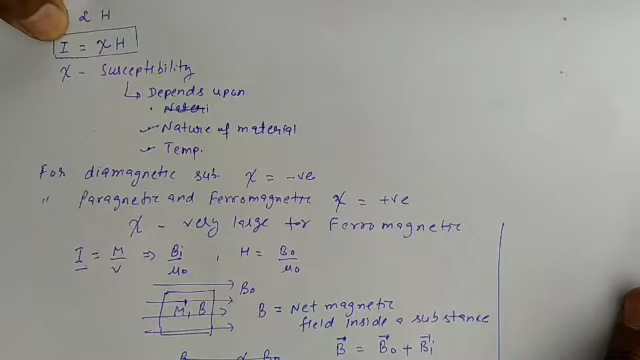 α H
I = χ H
χ - Susceptibility
↳ Depends upon
Nature of material
Temp.
For diamagnetic sub. χ = -ve
" Paragnetic and Ferromagnetic χ = +ve
χ - very large for Ferromagnetic
I = M/V ⇒ Bi/μ0 , H = B0/μ0
B0
M, B
B = Net magnetic
field inside a substance
B⃗ = B⃗0 + B⃗i